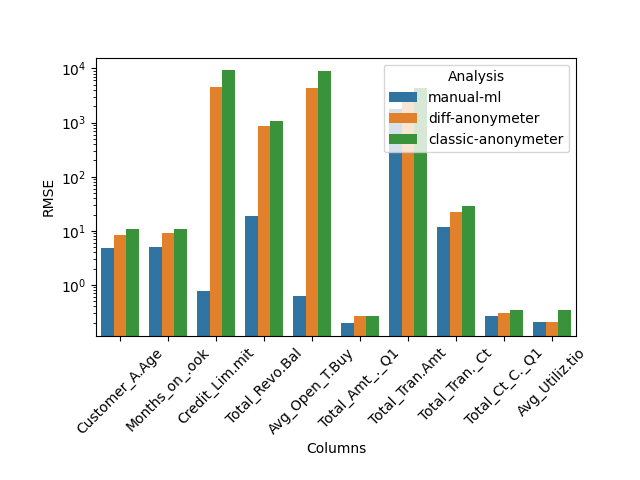 10^4
10^3
10^2
10^1
10^0
RMSE
Analysis
manual-ml
diff-anonymeter
classic-anonymeter
Customer_A.Age
Months_on_.ook
Credit_Lim.mit
Total_Revo.Bal
Avg_Open_T.Buy
Total_Amt_._Q1
Total_Tran.Amt
Total_Tran._Ct
Total_Ct_C._Q1
Avg_Utiliz.tio
Columns